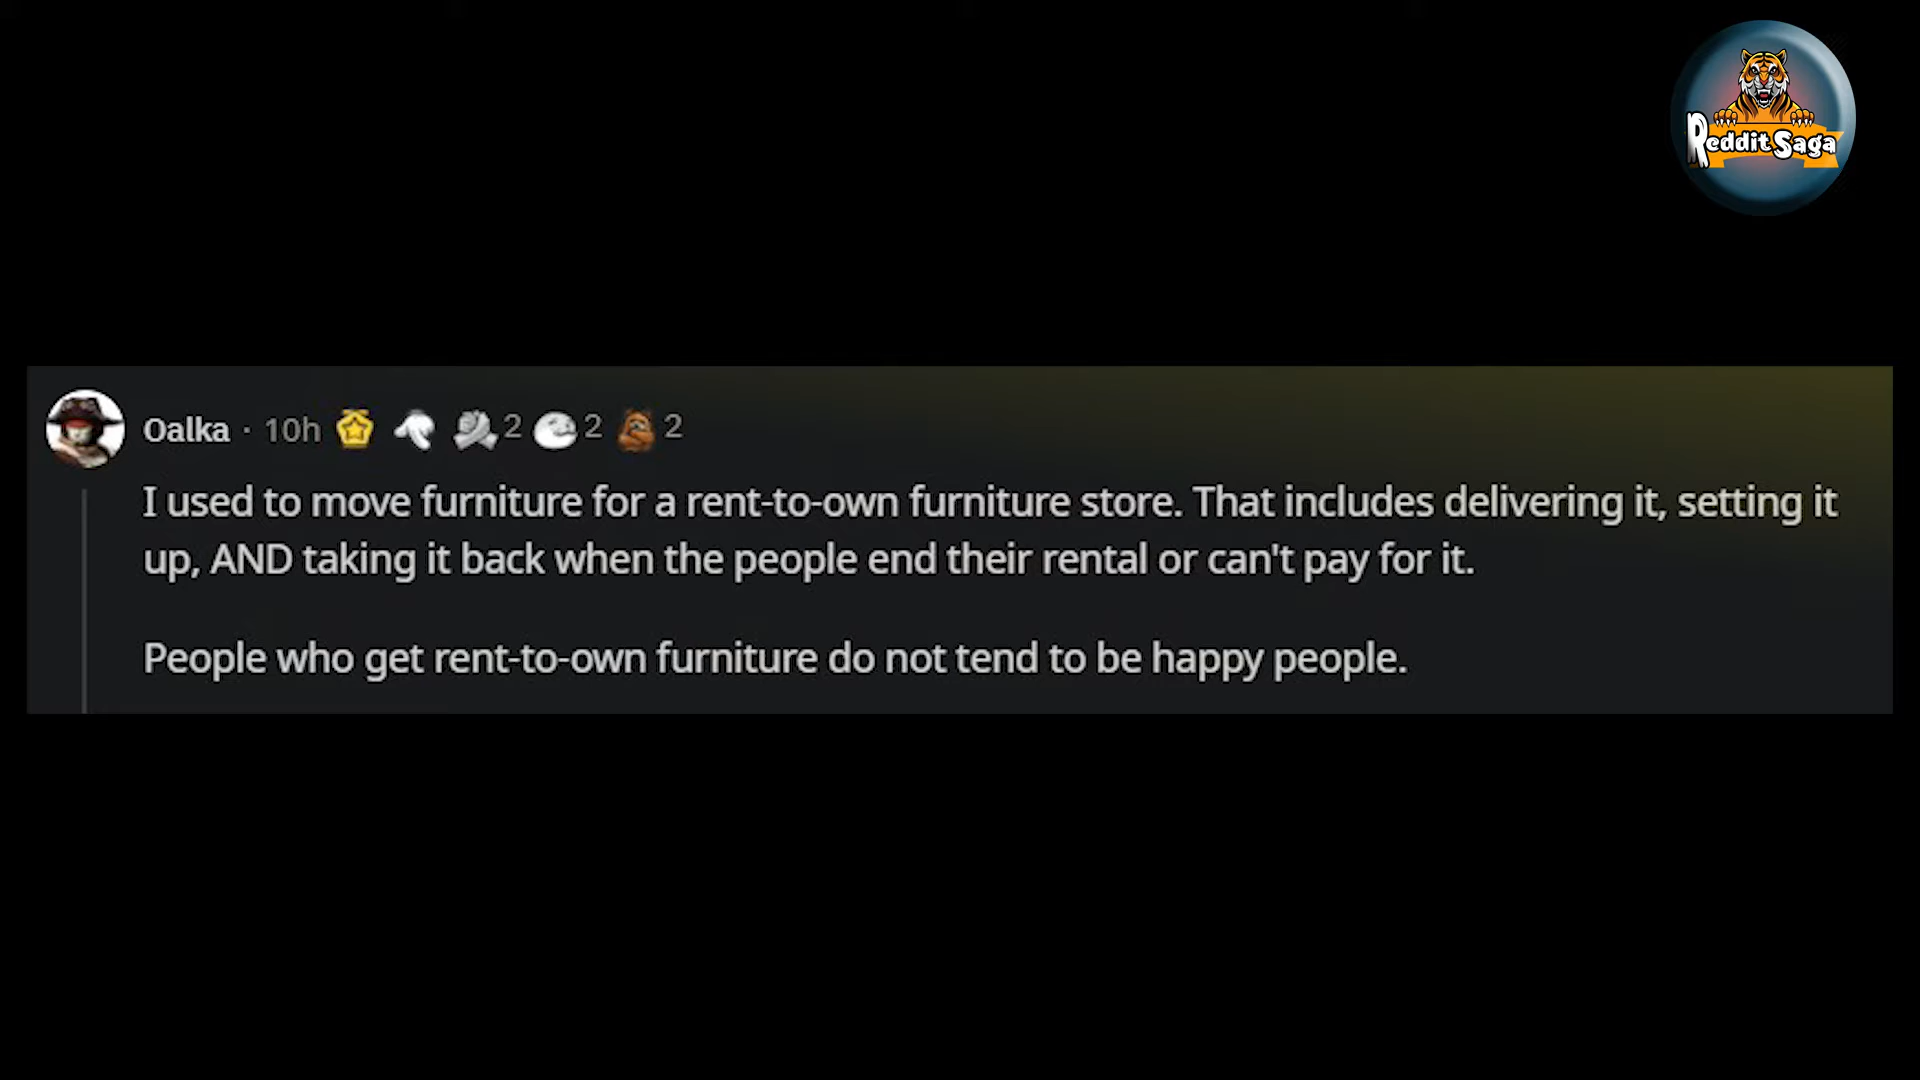 Reddit Saga
Oalka · 10h 2 2 2
I used to move furniture for a rent-to-own furniture store. That includes delivering it, setting it
up, AND taking it back when the people end their rental or can't pay for it.
People who get rent-to-own furniture do not tend to be happy people.